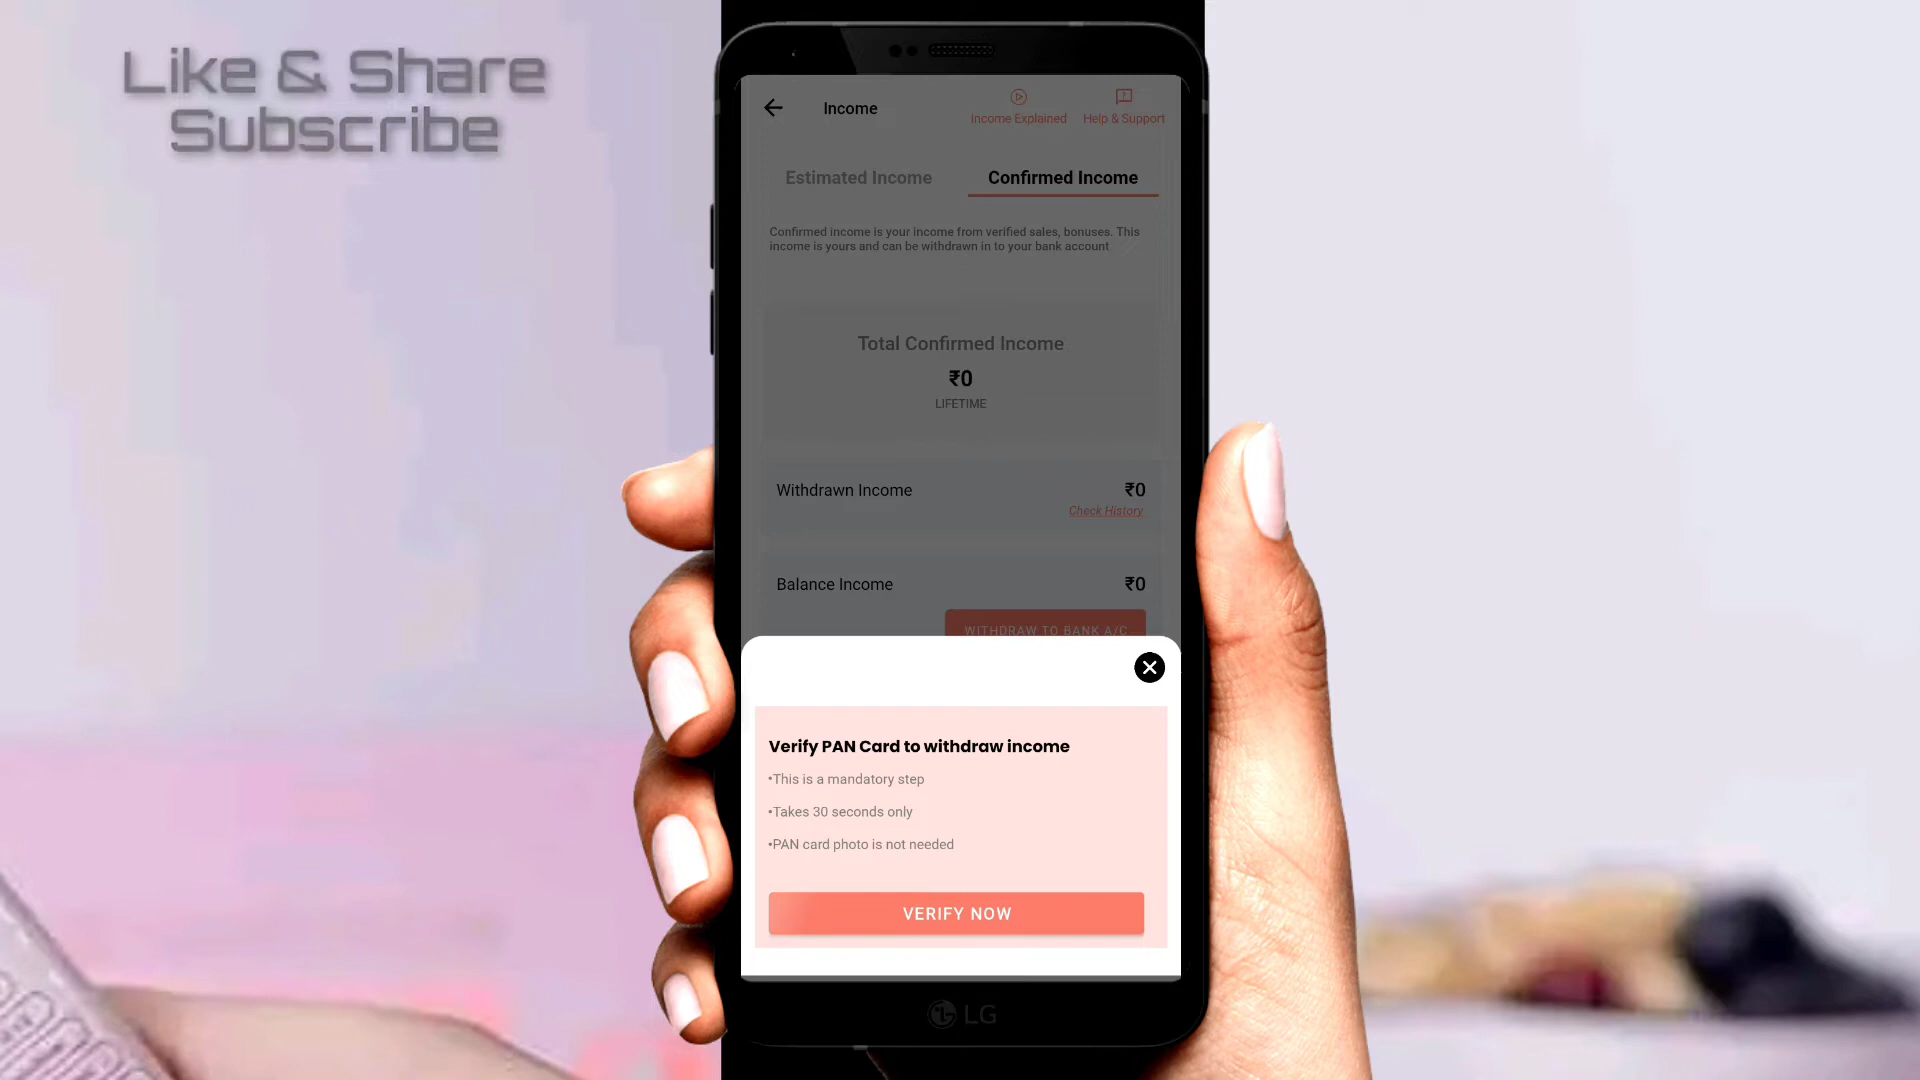 Like & Share
Subscribe
Income
Income Explained
Help & Support
Estimated Income
Confirmed Income
Confirmed income is your income from verified sales, bonuses. This
income is yours and can be withdrawn in to your bank account
Total Confirmed Income
₹0
LIFETIME
Withdrawn Income
₹0
Check History
Balance Income
₹0
WITHDRAW TO BANK A/C
Verify PAN Card to withdraw income
•This is a mandatory step
•Takes 30 seconds only
•PAN card photo is not needed
VERIFY NOW
LG